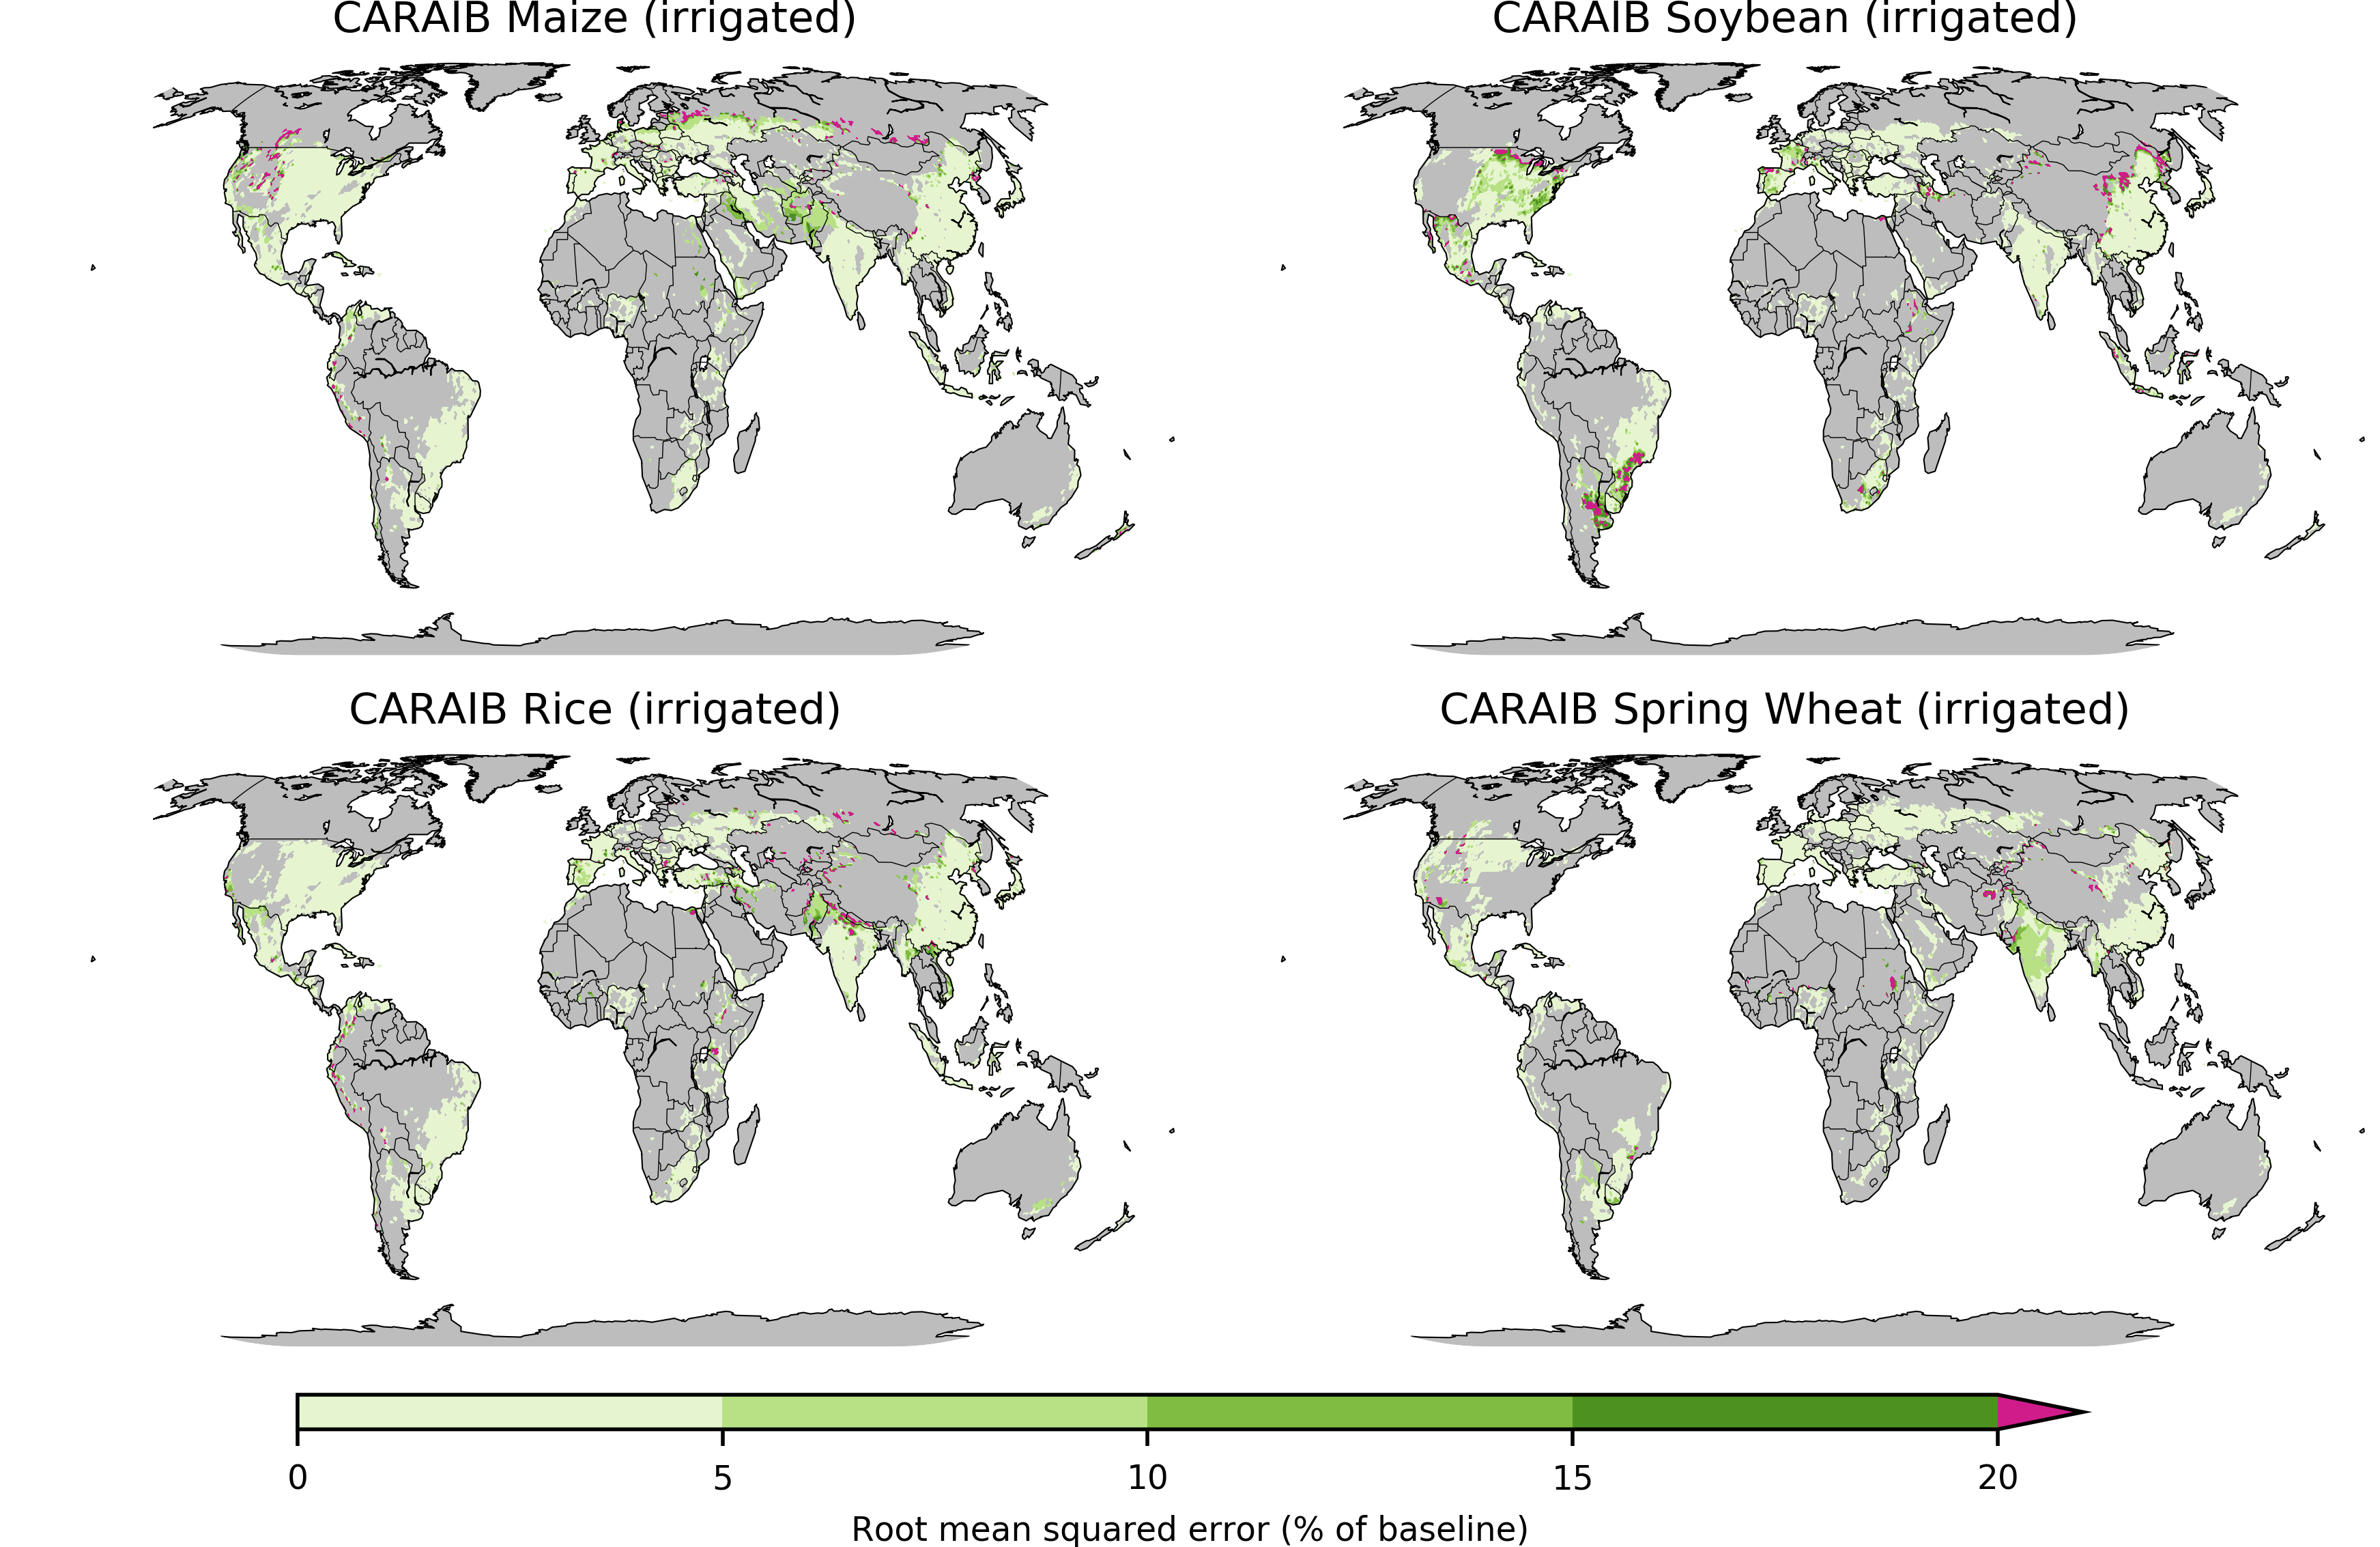 CARAIB Maize (irrigated)
CARAIB Soybean (irrigated)
CARAIB Rice (irrigated)
CARAIB Spring Wheat (irrigated)
0 5 10 15 20
Root mean squared error (% of baseline)